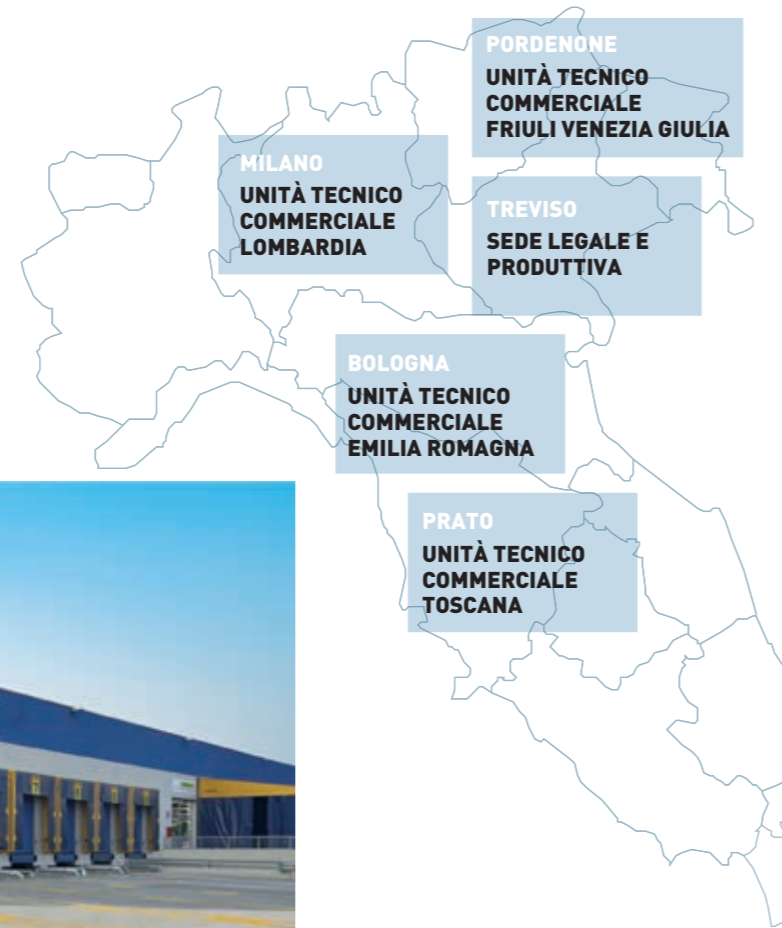 PORDENONE
UNITÀ TECNICO
COMMERCIALE
FRIULI VENEZIA GIULIA
MILANO
UNITÀ TECNICO
COMMERCIALE
LOMBARDIA
TREVISO
SEDE LEGALE E
PRODUTTIVA
BOLOGNA
UNITÀ TECNICO
COMMERCIALE
EMILIA ROMAGNA
PRATO
UNITÀ TECNICO
COMMERCIALE
TOSCANA